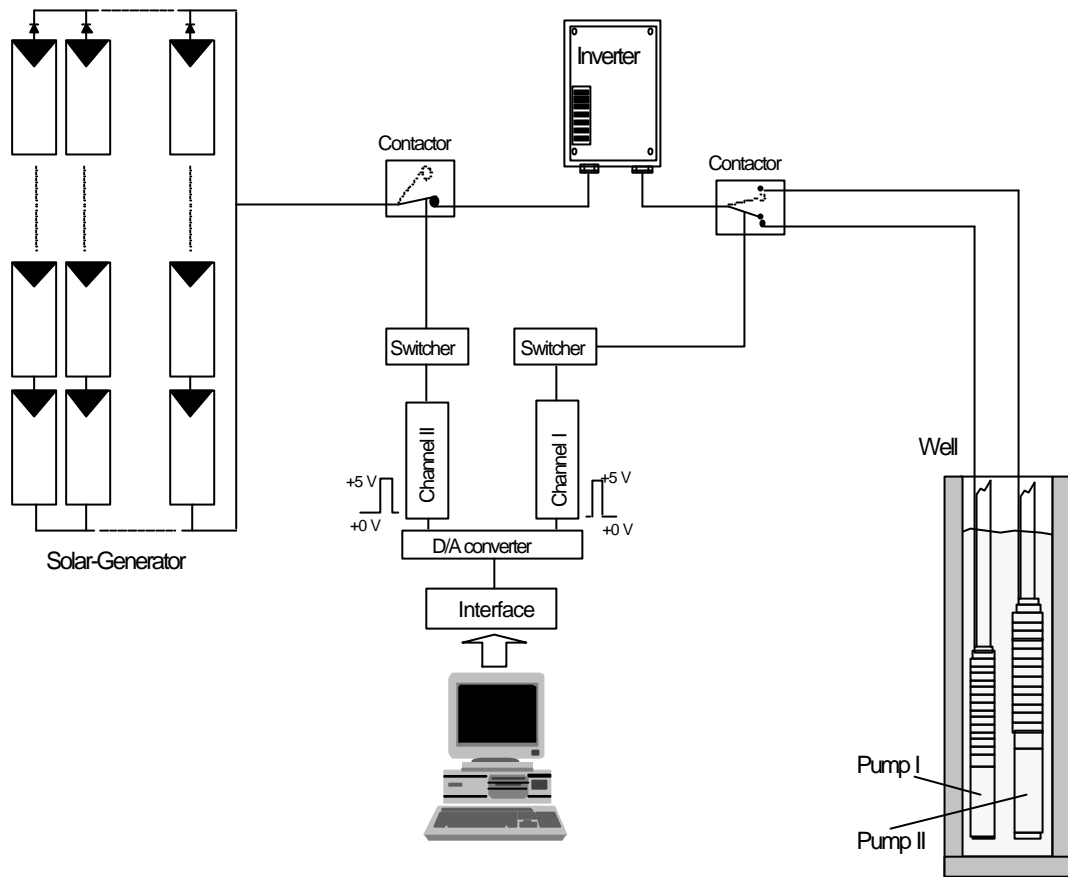 Inverter
Contactor
Contactor
Switcher
Switcher
Channel II
Channel I
Well
+5 V
+5 V
+0 V
+0 V
D/A converter
Solar-Generator
Interface
Pump I
Pump II